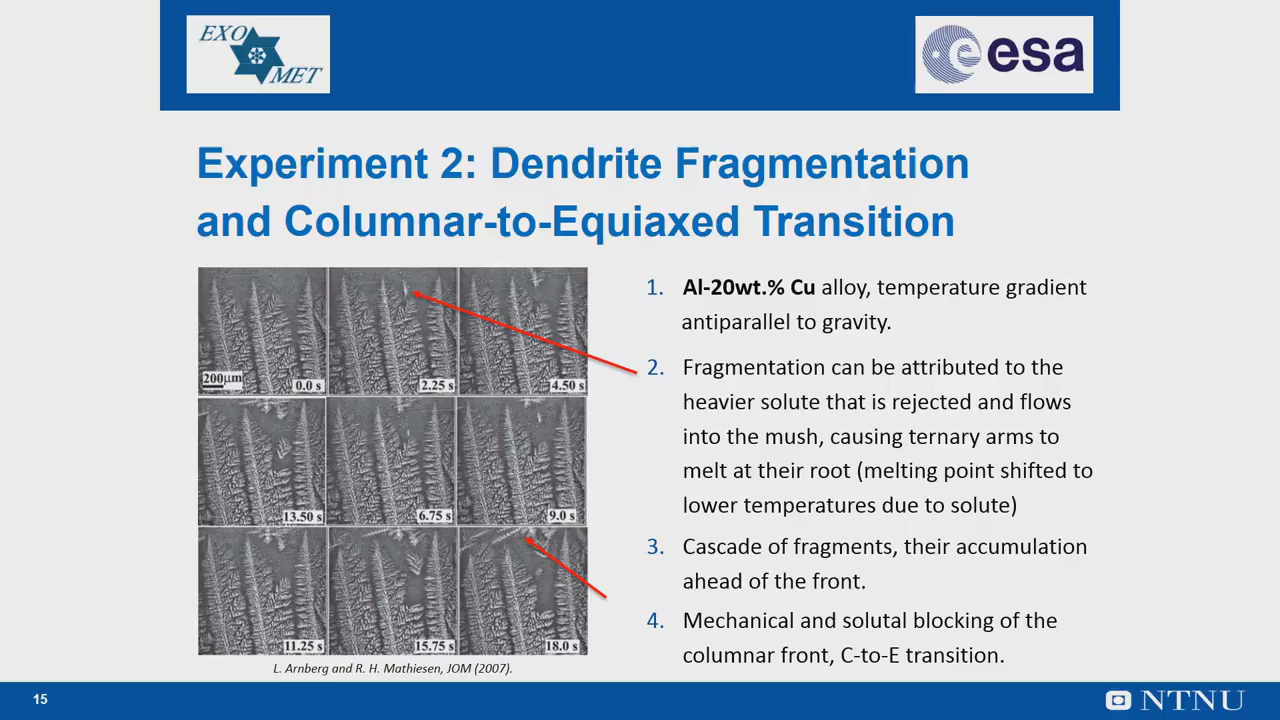 EXO
MET
esa
Experiment 2: Dendrite Fragmentation
and Columnar-to-Equiaxed Transition
200µm
0.0 s
2.25 s
4.50 s
13.50 s
6.75 s
9.0 s
11.25 s
15.75 s
18.0 s
L. Arnberg and R. H. Mathiesen, JOM (2007).
1. Al-20wt.% Cu alloy, temperature gradient
antiparallel to gravity.
2. Fragmentation can be attributed to the
heavier solute that is rejected and flows
into the mush, causing ternary arms to
melt at their root (melting point shifted to
lower temperatures due to solute)
3. Cascade of fragments, their accumulation
ahead of the front.
4. Mechanical and solutal blocking of the
columnar front, C-to-E transition.
15
NTNU